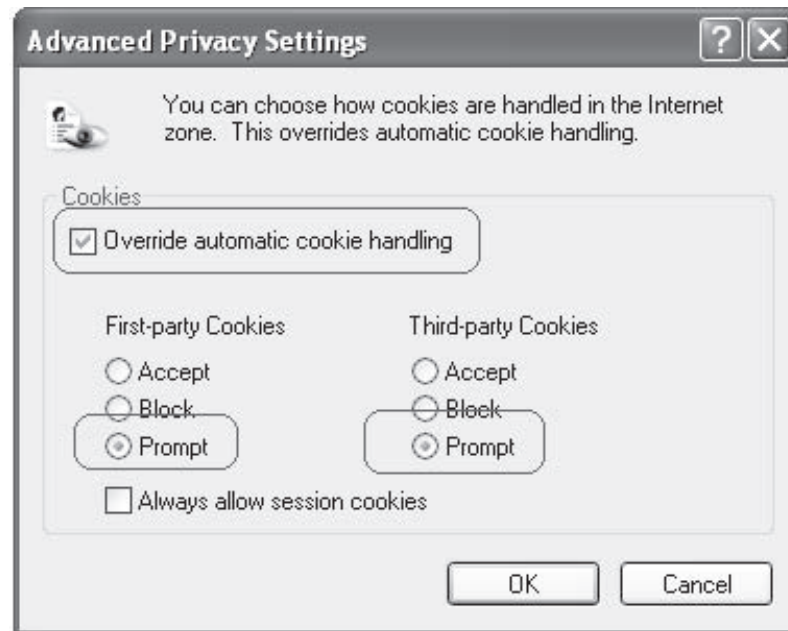 Advanced Privacy Settings
You can choose how cookies are handled in the Internet
zone. This overrides automatic cookie handling.
Cookies
Override automatic cookie handling
First-party Cookies
Third-party Cookies
Accept
Accept
Block
Block
Prompt
Prompt
Always allow session cookies
OK
Cancel